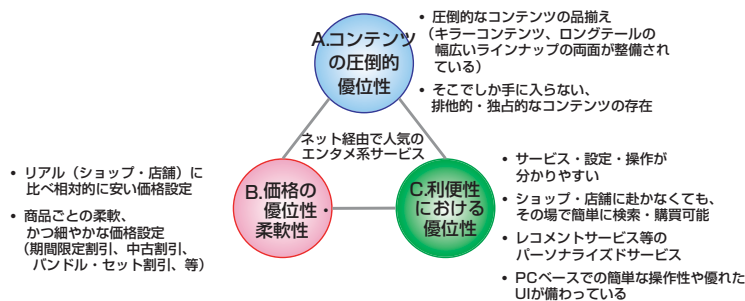 A.コンテンツ
の圧倒的
優位性
• 圧倒的なコンテンツの品揃え
（キラーコンテンツ、ロングテールの
幅広いラインナップの両面が整備され
ている）
• そこでしか手に入らない、
排他的・独占的なコンテンツの存在
ネット経由で人気の
エンタメ系サービス
• リアル（ショップ・店舗）に
比べ相対的に安い価格設定
• 商品ごとの柔軟、
かつ細やかな価格設定
（期間限定割引、中古割引、
バンドル・セット割引、等）
B.価格の
優位性・
柔軟性
C.利便性
における
優位性
• サービス・設定・操作が
分かりやすい
• ショップ・店舗に赴かなくても、
その場で簡単に検索・購買可能
• レコメントサービス等の
パーソナライズドサービス
• PCベースでの簡単な操作性や優れた
UIが備わっている